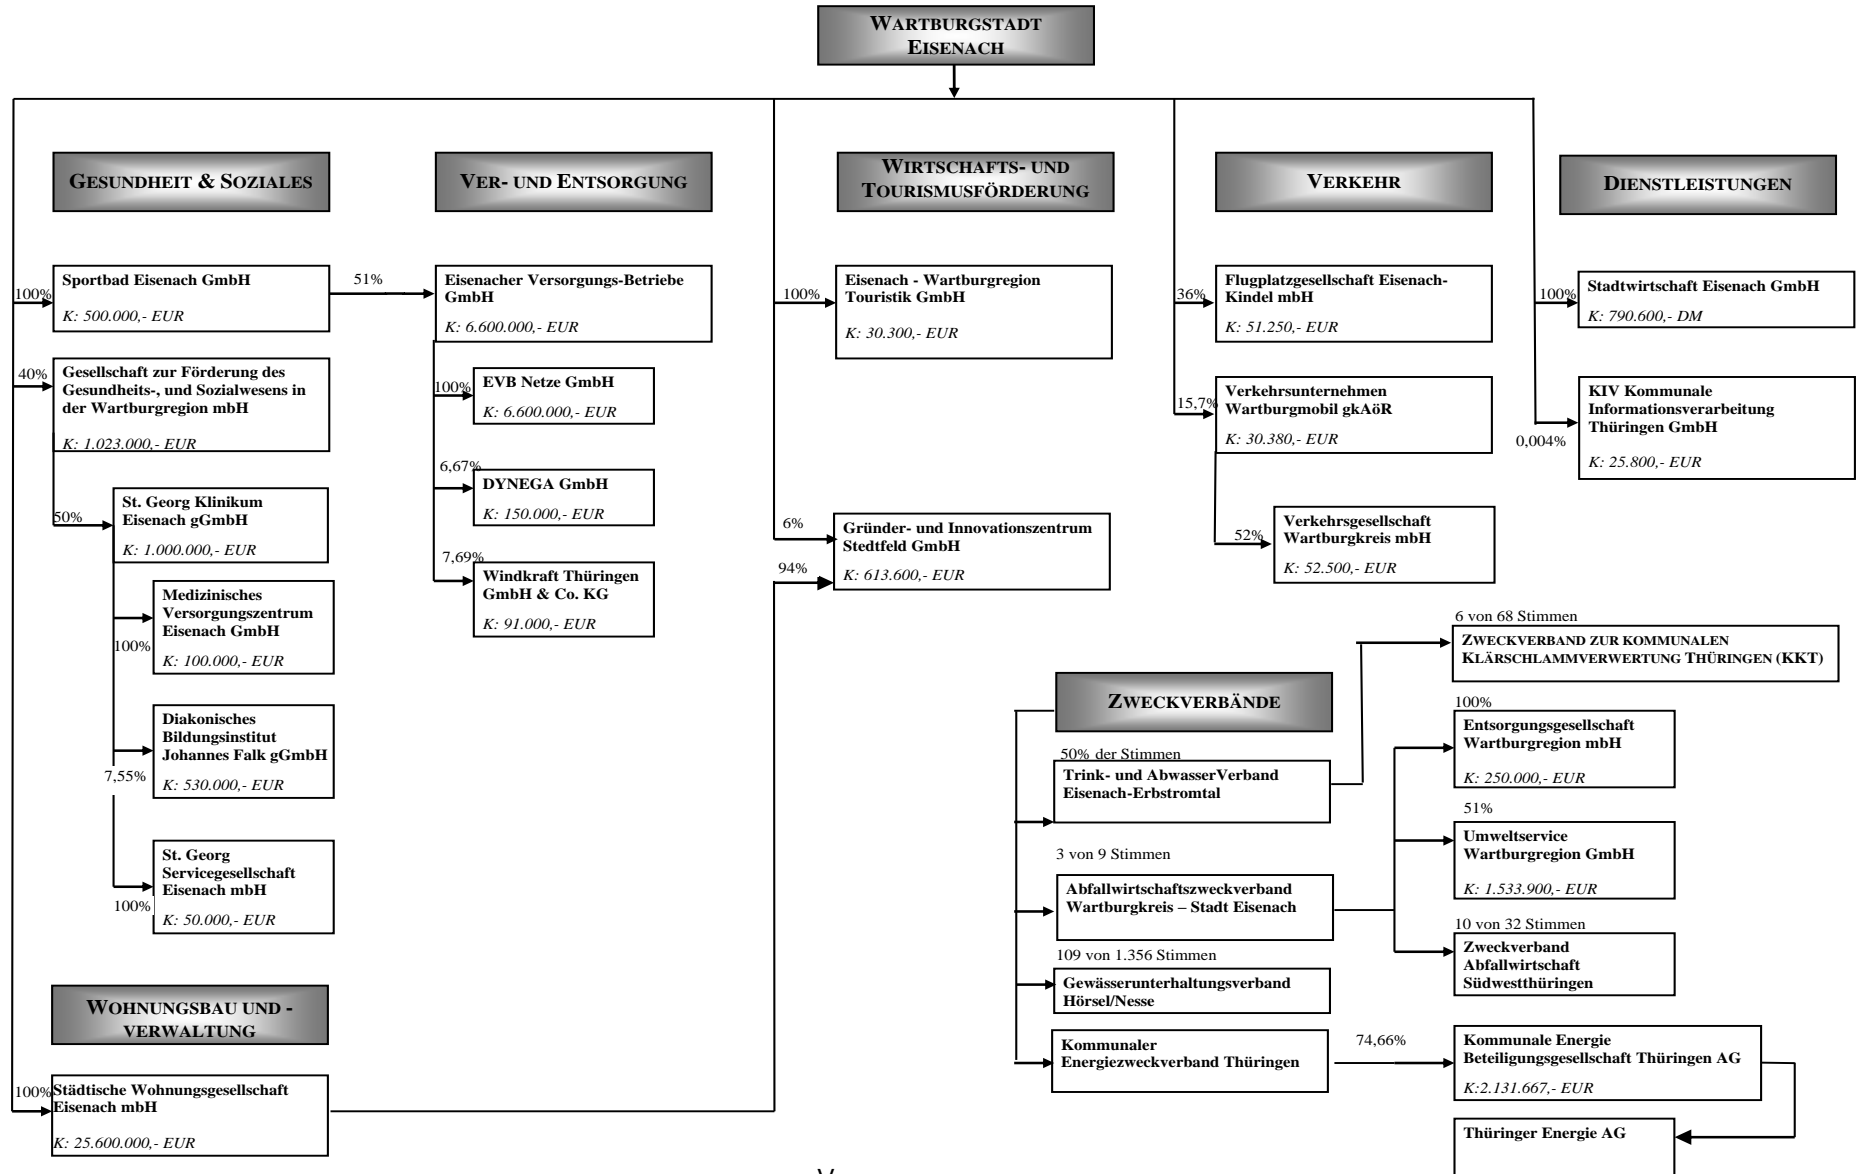 WARTBURGSTADT
EISENACH
GESUNDHEIT & SOZIALES
100%
Sportbad Eisenach GmbH
K: 500.000,- EUR
40%
Gesellschaft zur Förderung des
Gesundheits-, und Sozialwesens in
der Wartburgregion mbH
K: 1.023.000,- EUR
50%
St. Georg Klinikum
Eisenach gGmbH
K: 1.000.000,- EUR
Medizinisches
Versorgungszentrum
Eisenach GmbH
100%
K: 100.000,- EUR
Diakonisches
Bildungsinstitut
Johannes Falk gGmbH
7,55%
K: 530.000,- EUR
St. Georg
Servicegesellschaft
Eisenach mbH
100%
K: 50.000,- EUR
WOHNUNGSBAU UND -
VERWALTUNG
100%
Städtische Wohnungsgesellschaft
Eisenach mbH
K: 25.600.000,- EUR
VER- UND ENTSORGUNG
51%
Eisenacher Versorgungs-Betriebe
GmbH
K: 6.600.000,- EUR
100%
EVB Netze GmbH
K: 6.600.000,- EUR
6,67%
DYNEGA GmbH
K: 150.000,- EUR
7,69%
Windkraft Thüringen
GmbH & Co. KG
K: 91.000,- EUR
WIRTSCHAFTS- UND
TOURISMUSFÖRDERUNG
100%
Eisenach - Wartburgregion
Touristik GmbH
K: 30.300,- EUR
6%
94%
Gründer- und Innovationszentrum
Stedtfeld GmbH
K: 613.600,- EUR
VERKEHR
36%
Flugplatzgesellschaft Eisenach-
Kindel mbH
K: 51.250,- EUR
15,7%
Verkehrsunternehmen
Wartburgmobil gkAöR
K: 30.380,- EUR
52%
Verkehrsgesellschaft
Wartburgkreis mbH
K: 52.500,- EUR
DIENSTLEISTUNGEN
100%
Stadtwirtschaft Eisenach GmbH
K: 790.600,- DM
0,004%
KIV Kommunale
Informationsverarbeitung
Thüringen GmbH
K: 25.800,- EUR
ZWECKVERBÄNDE
50% der Stimmen
Trink- und AbwasserVerband
Eisenach-Erbstromtal
3 von 9 Stimmen
Abfallwirtschaftszweckverband
Wartburgkreis – Stadt Eisenach
109 von 1.356 Stimmen
Gewässerunterhaltungsverband
Hörsel/Nesse
Kommunaler
Energiezweckverband Thüringen
6 von 68 Stimmen
ZWECKVERBAND ZUR KOMMUNALEN
KLÄRSCHLAMMVERWERTUNG THÜRINGEN (KKT)
100%
Entsorgungsgesellschaft
Wartburgregion mbH
K: 250.000,- EUR
51%
Umweltservice
Wartburgregion GmbH
K: 1.533.900,- EUR
10 von 32 Stimmen
Zweckverband
Abfallwirtschaft
Südwestthüringen
74,66%
Kommunale Energie
Beteiligungsgesellschaft Thüringen AG
K:2.131.667,- EUR
Thüringer Energie AG
V